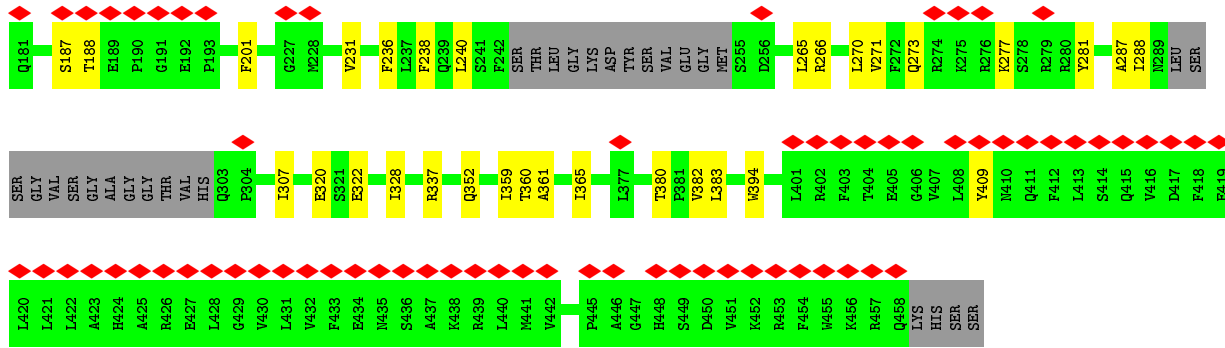 Q181 S187 T188 E189 P190 G191 E192 P193 F201 G227 M228 V231 F236 L237 F238 Q239 L240 S241 F242 SER THR LEU GLY LYS ASP TYR SER VAL GLU GLY MET S255 D256 L265 R266 L270 V271 F272 Q273 R274 K275 R276 K277 S278 R279 R280 Y281 A287 I288 N289 LEU SER
SER GLY VAL SER GLY ALA GLY GLY THR VAL HIS Q303 P304 I307 E320 S321 E322 I328 R337 Q352 I359 T360 A361 I365 L377 T380 P381 V382 L383 W394 L401 R402 F403 T404 E405 G406 V407 L408 Y409 N410 Q411 F412 L413 S414 Q415 V416 D417 F418 E419
L420 L421 L422 A423 H424 A425 R426 E427 L428 G429 V430 L431 V432 F433 E434 N435 S436 A437 K438 R439 L440 M441 V442 P445 A446 G447 H448 S449 D450 V451 K452 R453 F454 W455 K456 R457 Q458 LYS HIS SER SER